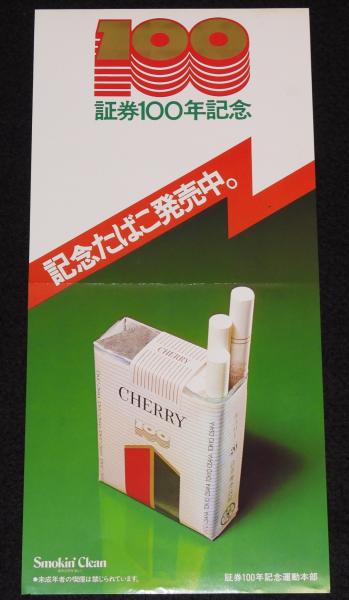 100
証券100年記念
記念たばこ発売中。
CHERRY
100
TOKYO OSAKA
Smokin' Clean
●未成年者の喫煙は禁じられています。
証券100年記念運動本部